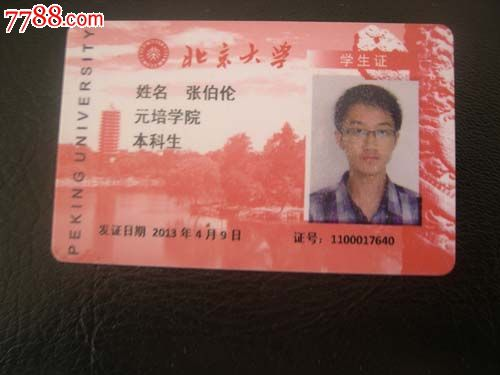 7788.com
PEKING UNIVERSITY
北京大学
学生证
姓名 张伯伦
元培学院
本科生
发证日期 2013 年 4 月 9 日
证号：1100017640